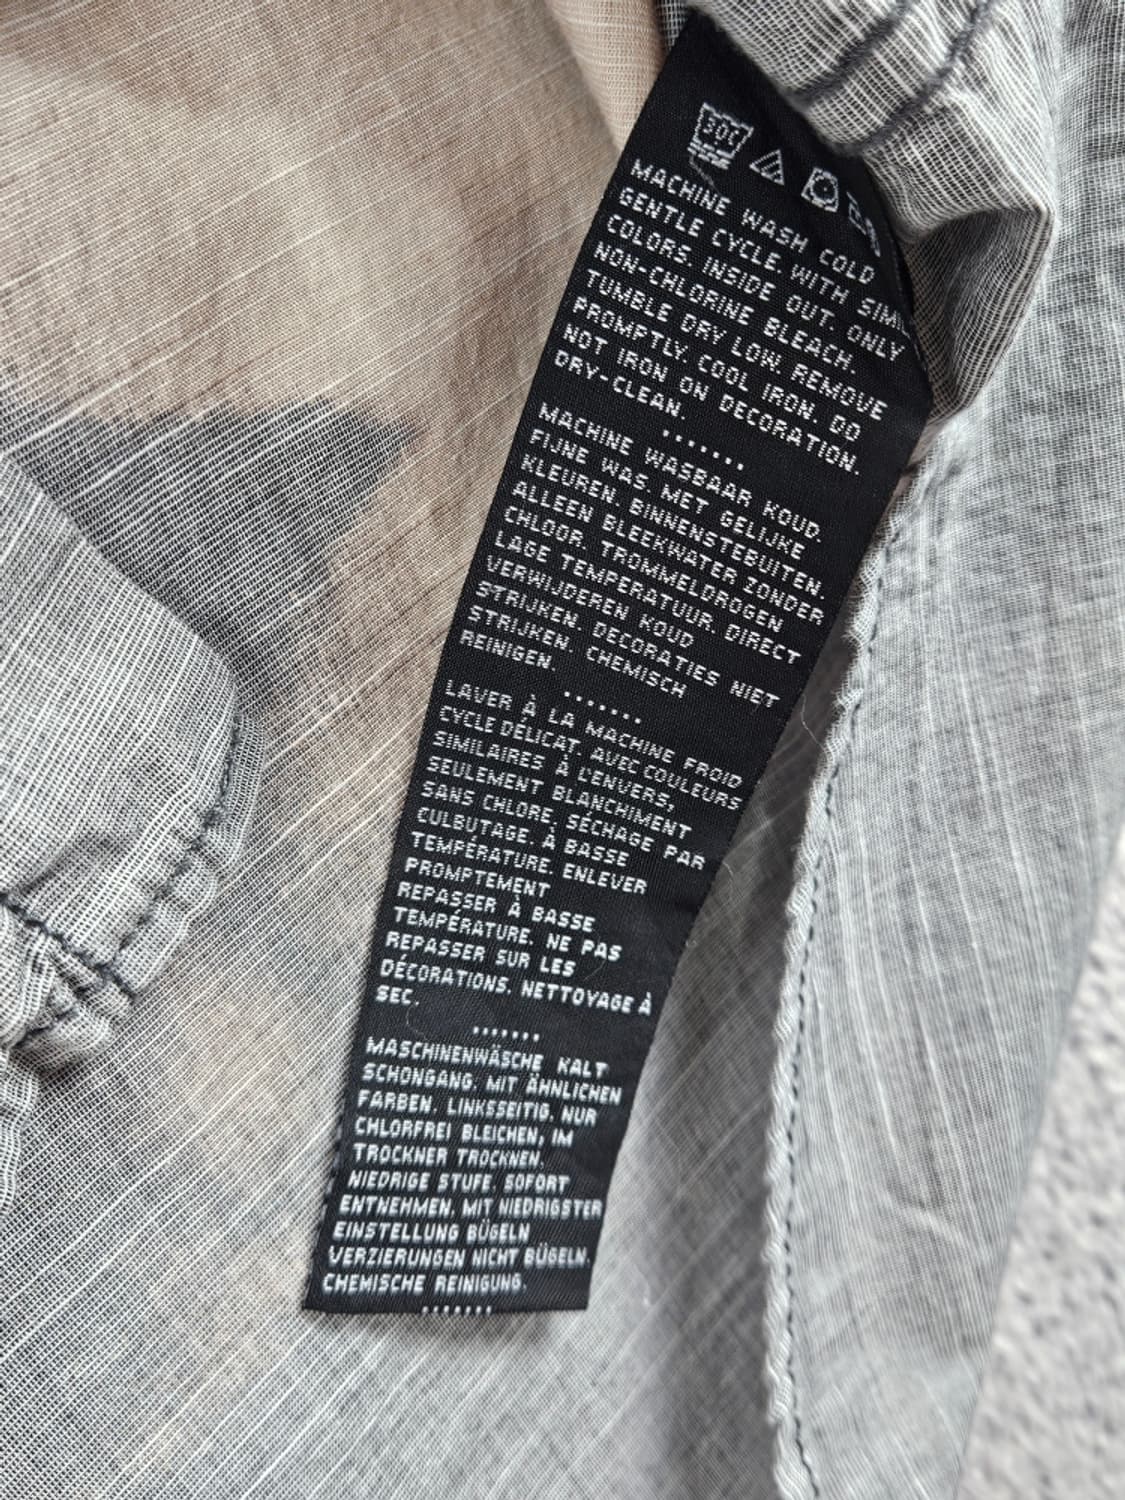 30C
MACHINE WASH COLD
GENTLE CYCLE. WITH
COLORS. INSIDE OUT. ONLY
NON-CHLORINE BLEACH.
TUMBLE DRY LOW. REMOVE
PROMPTLY. COOL IRON. DO
NOT IRON ON DECORATION.
DRY-CLEAN.
.......
MACHINE WASBAAR KOUD.
FIJNE WAS. MET GELIJKE
KLEUREN. BINNENSTEBUITEN.
ALLEEN BLEEKWATER ZONDER
CHLOOR. TROMMELDROGEN
LAGE TEMPERATUUR. DIRECT
VERWIJDEREN KOUD
STRIJKEN. DECORATIES NIET
STRIJKEN. CHEMISCH
REINIGEN.
.......
LAVER À LA MACHINE FROID
CYCLE DÉLICAT. AVEC COULEURS
SIMILAIRES À L'ENVERS,
SEULEMENT BLANCHIMENT
SANS CHLORE. SÉCHAGE PAR
CULBUTAGE. À BASSE
TEMPÉRATURE. ENLEVER
PROMPTEMENT
REPASSER À BASSE
TEMPÉRATURE. NE PAS
REPASSER SUR LES
DÉCORATIONS. NETTOYAGE À
SEC.
.......
MASCHINENWÄSCHE KALT
SCHONGANG. MIT ÄHNLICHEN
FARBEN. LINKSSEITIG. NUR
CHLORFREI BLEICHEN, IM
TROCKNER TROCKNEN.
NIEDRIGE STUFE. SOFORT
ENTNEHMEN. MIT NIEDRIGSTER
EINSTELLUNG BÜGELN
VERZIERUNGEN NICHT BÜGELN.
CHEMISCHE REINIGUNG.
.......